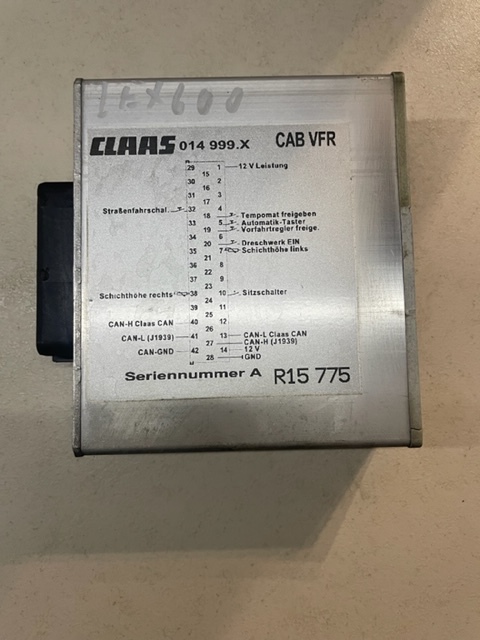 CLAAS 014 999.X CAB VFR
29 1 12 V Leistung
15
30 2
16
31 3
17
Straßenfahrschal. 32 4
18 Tempomat freigeben
33 5 Automatik-Taster
19 Vorfahrtregler freige.
34 6
20 Dreschwerk EIN
35 7 Schichthöhe links
21
36 8
22
37 9
23
Schichthöhe rechts 38 10 Sitzschalter
24
39 11
25
CAN-H Claas CAN 40 12
26
CAN-L (J1939) 41 13 CAN-L Claas CAN
27 CAN-H (J1939)
CAN-GND 42 14 12 V
28 GND
Seriennummer A R15 775